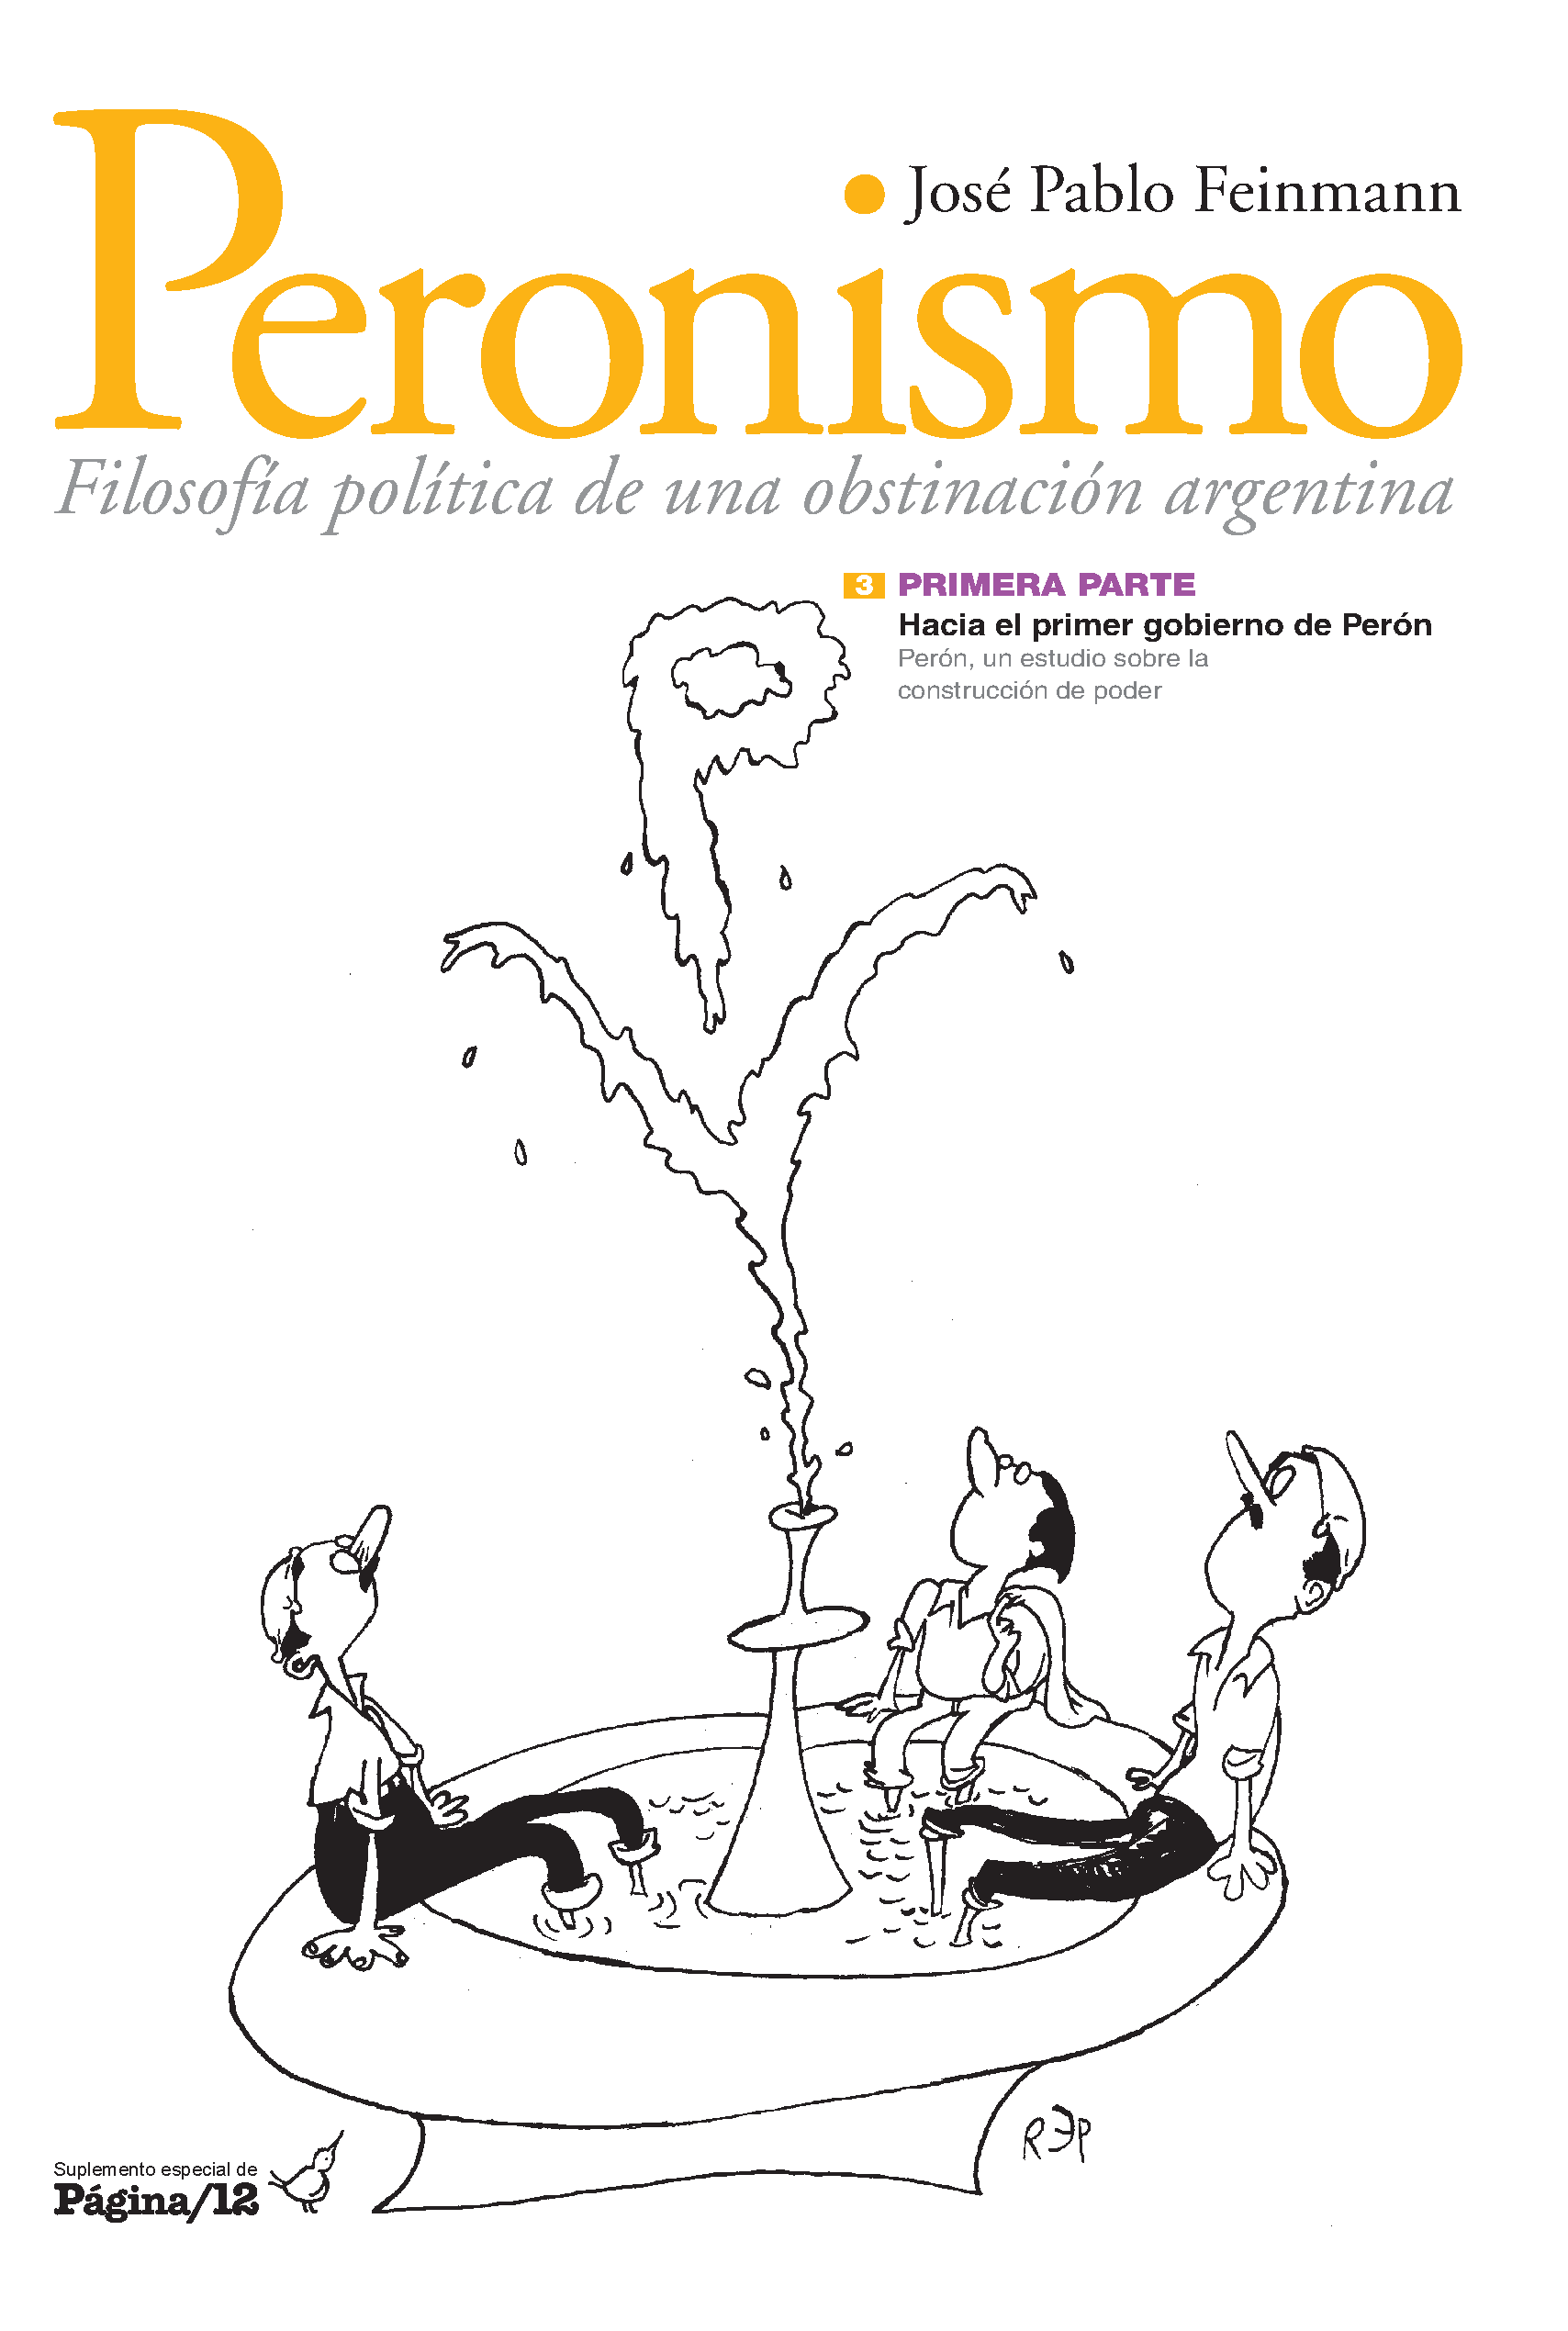 José Pablo Feinmann
Peronismo
Filosofía política de una obstinación argentina
3 PRIMERA PARTE
Hacia el primer gobierno de Perón
Perón, un estudio sobre la
construcción de poder
P
V
REP
Suplemento especial de
Página/12